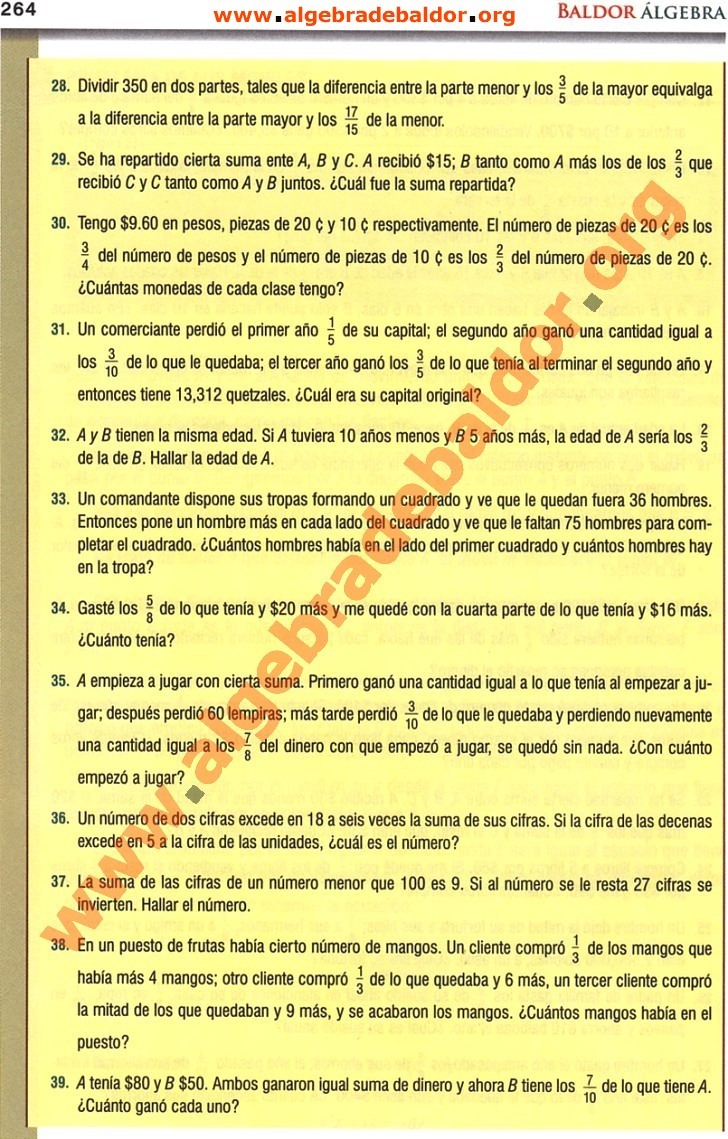 264
www.algebradebaldor.org
BALDOR ÁLGEBRA
28. Dividir 350 en dos partes, tales que la diferencia entre la parte menor y los 3/5 de la mayor equivalga
a la diferencia entre la parte mayor y los 17/15 de la menor.
29. Se ha repartido cierta suma ente A, B y C. A recibió $15; B tanto como A más los de los 2/3 que
recibió C y C tanto como A y B juntos. ¿Cuál fue la suma repartida?
30. Tengo $9.60 en pesos, piezas de 20 ¢ y 10 ¢ respectivamente. El número de piezas de 20 ¢ es los
3/4 del número de pesos y el número de piezas de 10 ¢ es los 2/3 del número de piezas de 20 ¢.
¿Cuántas monedas de cada clase tengo?
31. Un comerciante perdió el primer año 1/5 de su capital; el segundo año ganó una cantidad igual a
los 3/10 de lo que le quedaba; el tercer año ganó los 3/5 de lo que tenía al terminar el segundo año y
entonces tiene 13,312 quetzales. ¿Cuál era su capital original?
32. A y B tienen la misma edad. Si A tuviera 10 años menos y B 5 años más, la edad de A sería los 2/3
de la de B. Hallar la edad de A.
33. Un comandante dispone sus tropas formando un cuadrado y ve que le quedan fuera 36 hombres.
Entonces pone un hombre más en cada lado del cuadrado y ve que le faltan 75 hombres para com-
pletar el cuadrado. ¿Cuántos hombres había en el lado del primer cuadrado y cuántos hombres hay
en la tropa?
34. Gasté los 5/8 de lo que tenía y $20 más y me quedé con la cuarta parte de lo que tenía y $16 más.
¿Cuánto tenía?
35. A empieza a jugar con cierta suma. Primero ganó una cantidad igual a lo que tenía al empezar a ju-
gar; después perdió 60 lempiras; más tarde perdió 3/10 de lo que le quedaba y perdiendo nuevamente
una cantidad igual a los 7/8 del dinero con que empezó a jugar, se quedó sin nada. ¿Con cuánto
empezó a jugar?
36. Un número de dos cifras excede en 18 a seis veces la suma de sus cifras. Si la cifra de las decenas
excede en 5 a la cifra de las unidades, ¿cuál es el número?
37. La suma de las cifras de un número menor que 100 es 9. Si al número se le resta 27 cifras se
invierten. Hallar el número.
38. En un puesto de frutas había cierto número de mangos. Un cliente compró 1/3 de los mangos que
había más 4 mangos; otro cliente compró 1/3 de lo que quedaba y 6 más, un tercer cliente compró
la mitad de los que quedaban y 9 más, y se acabaron los mangos. ¿Cuántos mangos había en el
puesto?
39. A tenía $80 y B $50. Ambos ganaron igual suma de dinero y ahora B tiene los 7/10 de lo que tiene A.
¿Cuánto ganó cada uno?
www.algebradebaldor.org